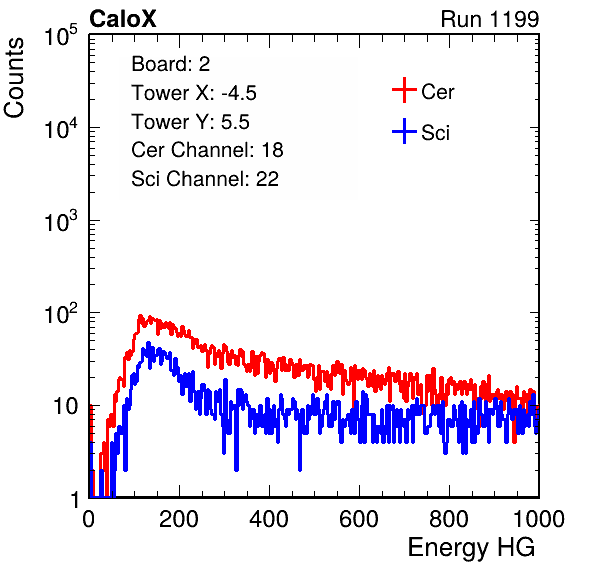 CaloX Run 1199
Counts
Board: 2
Tower X: -4.5
Tower Y: 5.5
Cer Channel: 18
Sci Channel: 22
Cer
Sci
10^5
10^4
10^3
10^2
10
1
0 200 400 600 800 1000
Energy HG